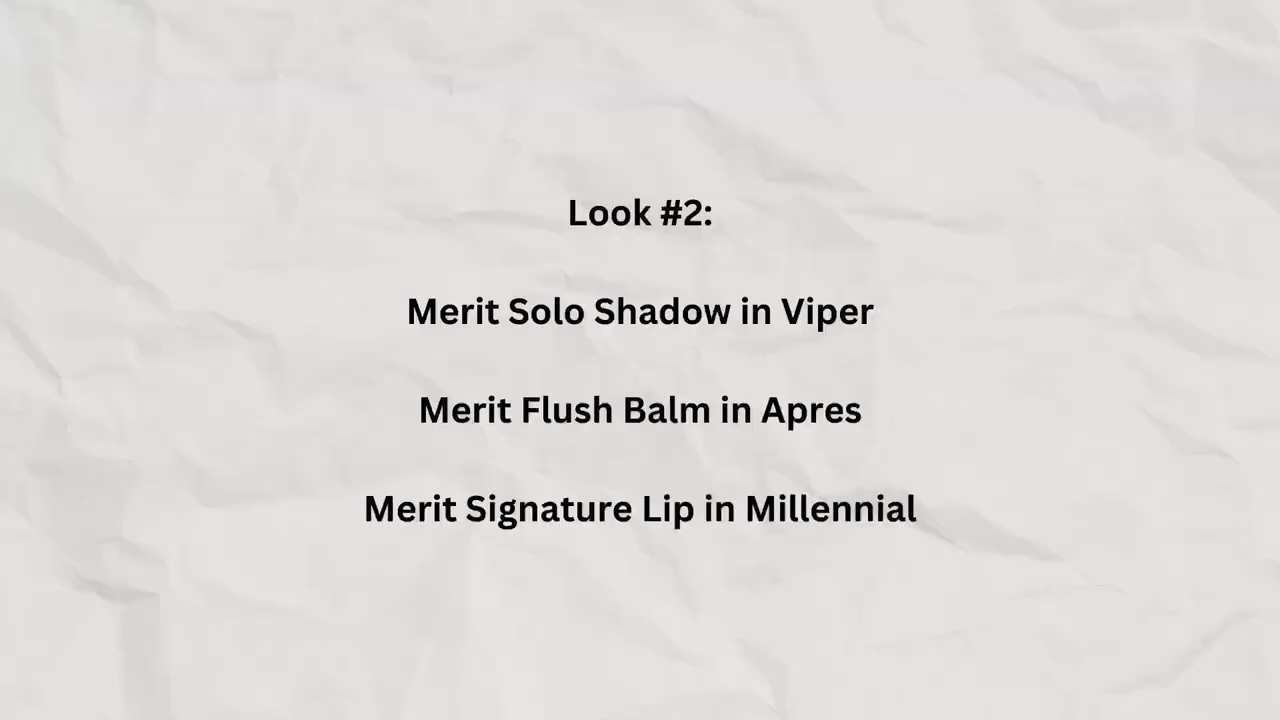 Look #2:
Merit Solo Shadow in Viper
Merit Flush Balm in Apres
Merit Signature Lip in Millennial